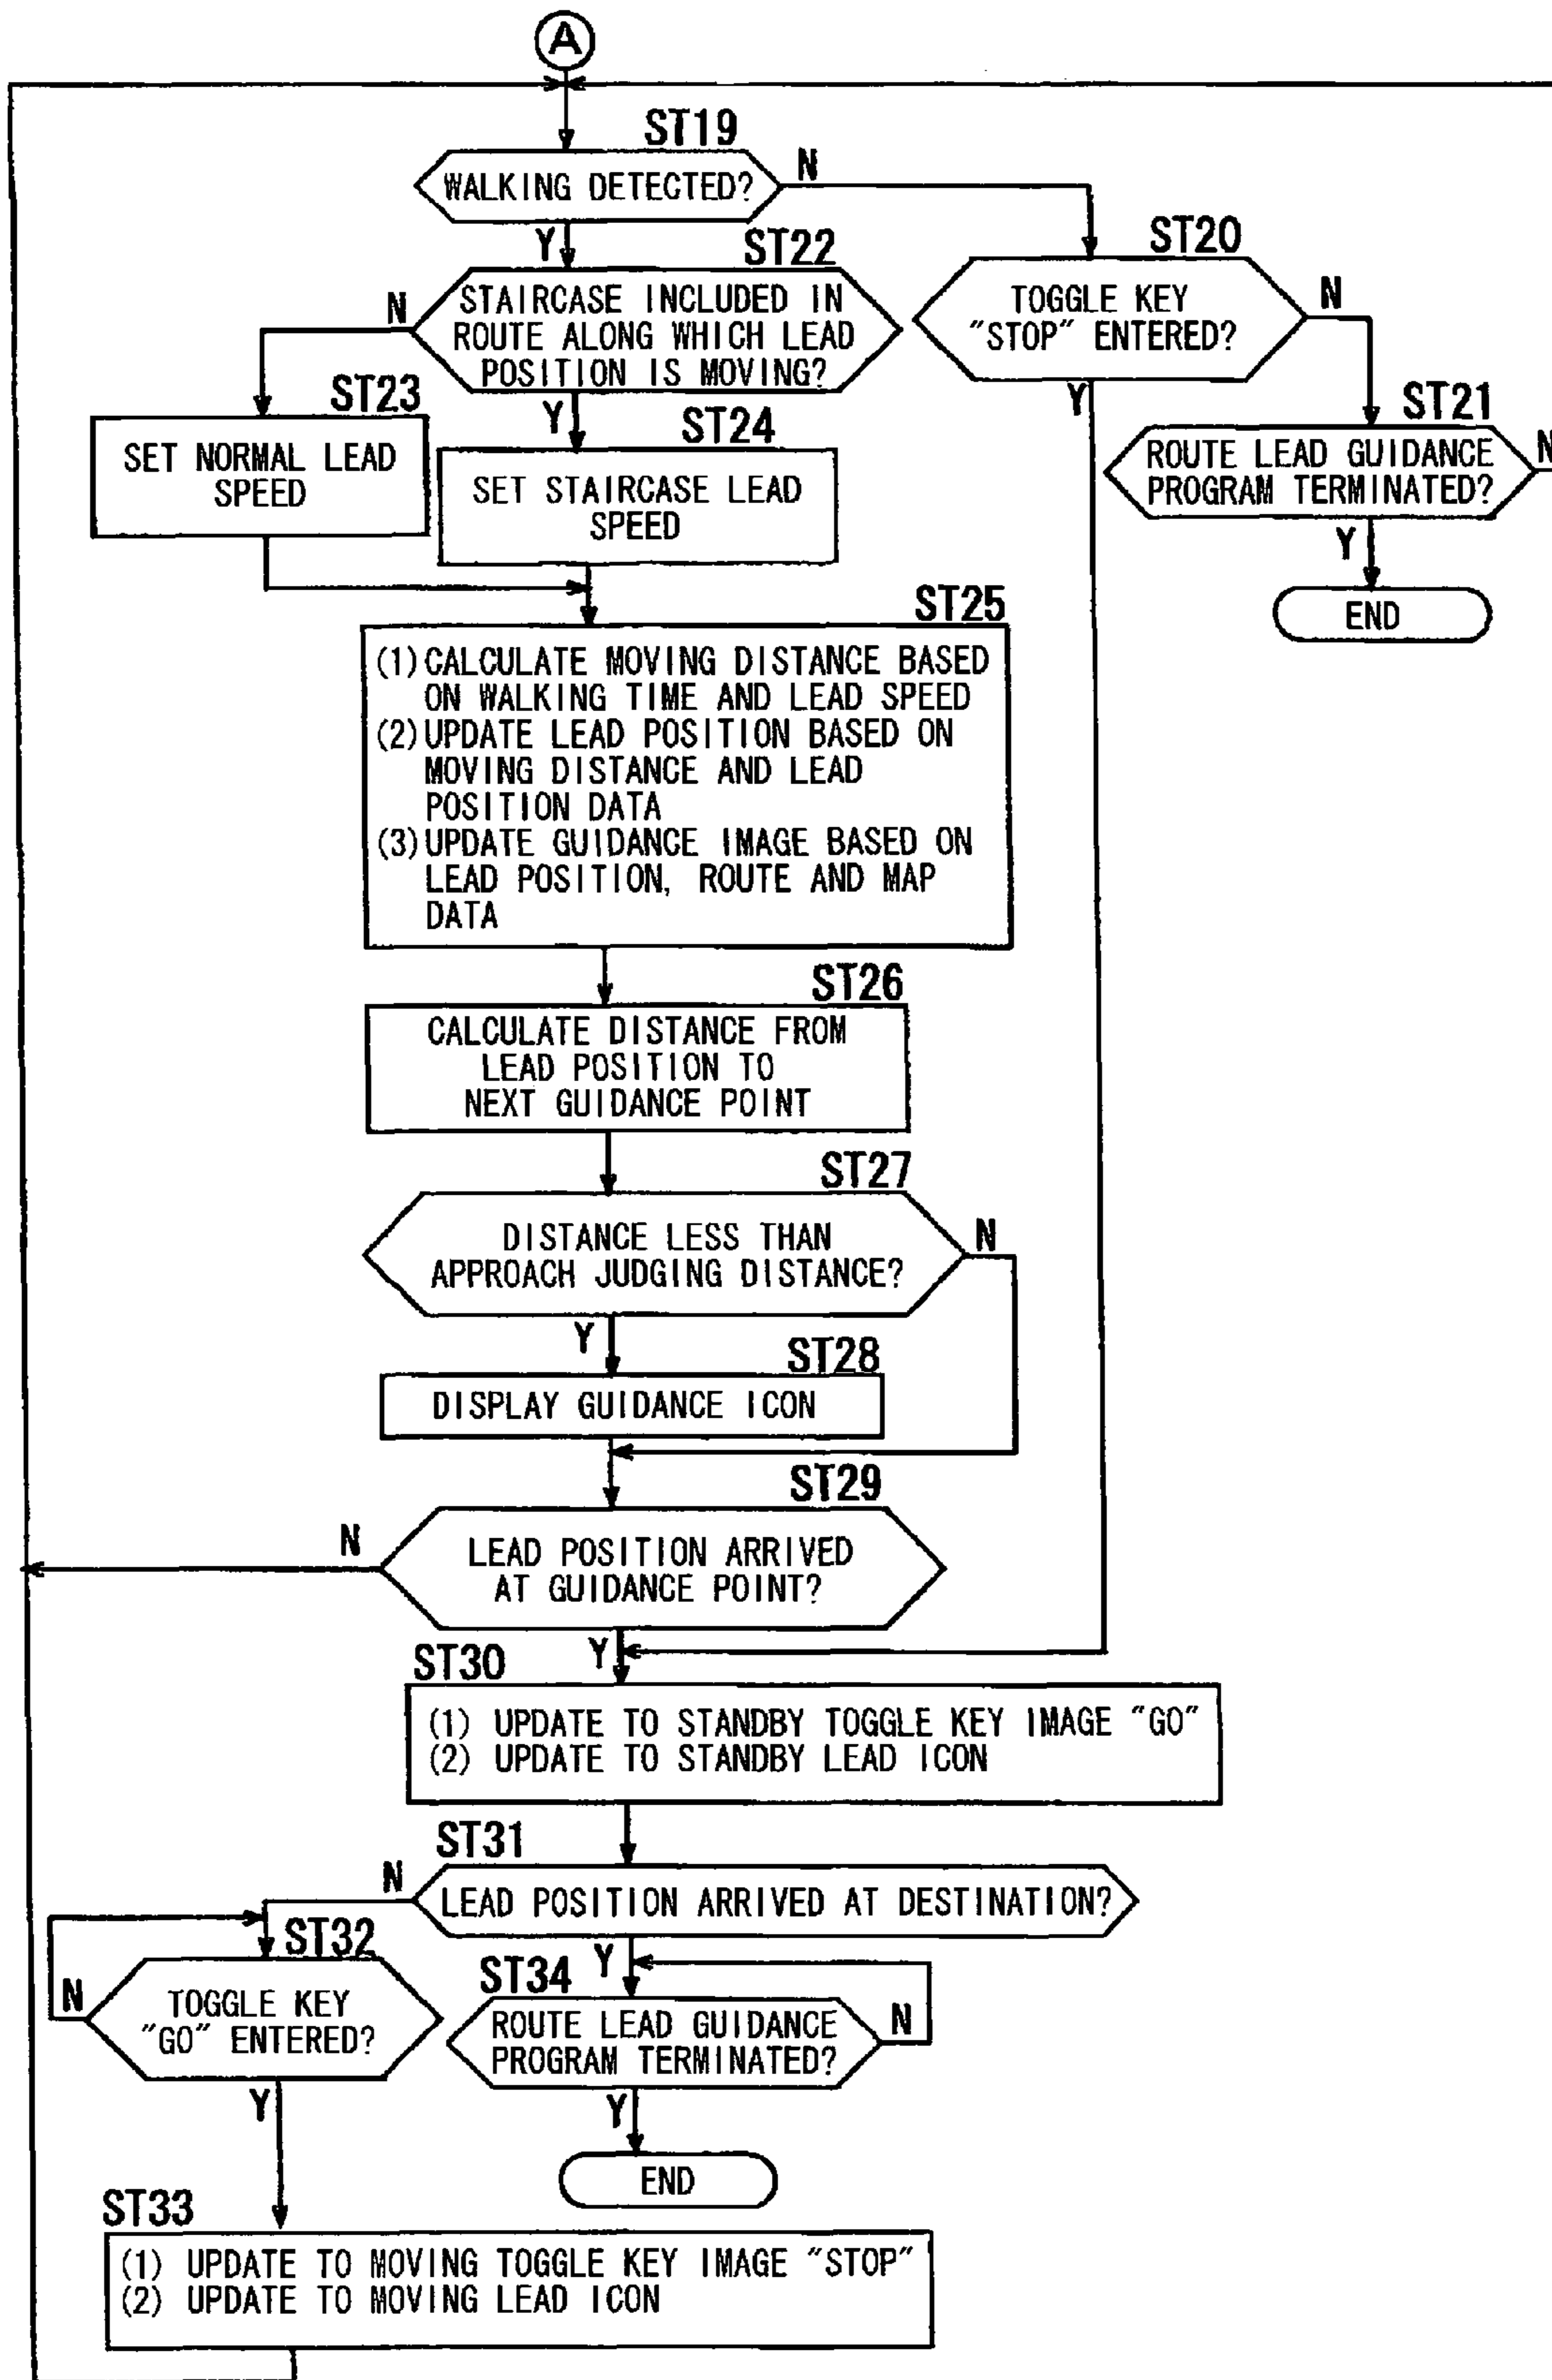 A
ST19
WALKING DETECTED?
N
Y
ST22
STAIRCASE INCLUDED IN
ROUTE ALONG WHICH LEAD
POSITION IS MOVING?
N
Y
ST20
TOGGLE KEY
"STOP" ENTERED?
N
Y
ST23
SET NORMAL LEAD
SPEED
ST24
SET STAIRCASE LEAD
SPEED
ST21
ROUTE LEAD GUIDANCE
PROGRAM TERMINATED?
N
Y
END
ST25
(1) CALCULATE MOVING DISTANCE BASED
ON WALKING TIME AND LEAD SPEED
(2) UPDATE LEAD POSITION BASED ON
MOVING DISTANCE AND LEAD
POSITION DATA
(3) UPDATE GUIDANCE IMAGE BASED ON
LEAD POSITION, ROUTE AND MAP
DATA
ST26
CALCULATE DISTANCE FROM
LEAD POSITION TO
NEXT GUIDANCE POINT
ST27
DISTANCE LESS THAN
APPROACH JUDGING DISTANCE?
N
Y
ST28
DISPLAY GUIDANCE ICON
ST29
LEAD POSITION ARRIVED
AT GUIDANCE POINT?
N
Y
ST30
(1) UPDATE TO STANDBY TOGGLE KEY IMAGE "GO"
(2) UPDATE TO STANDBY LEAD ICON
ST31
LEAD POSITION ARRIVED AT DESTINATION?
N
Y
ST32
TOGGLE KEY
"GO" ENTERED?
N
Y
ST34
ROUTE LEAD GUIDANCE
PROGRAM TERMINATED?
N
Y
END
ST33
(1) UPDATE TO MOVING TOGGLE KEY IMAGE "STOP"
(2) UPDATE TO MOVING LEAD ICON